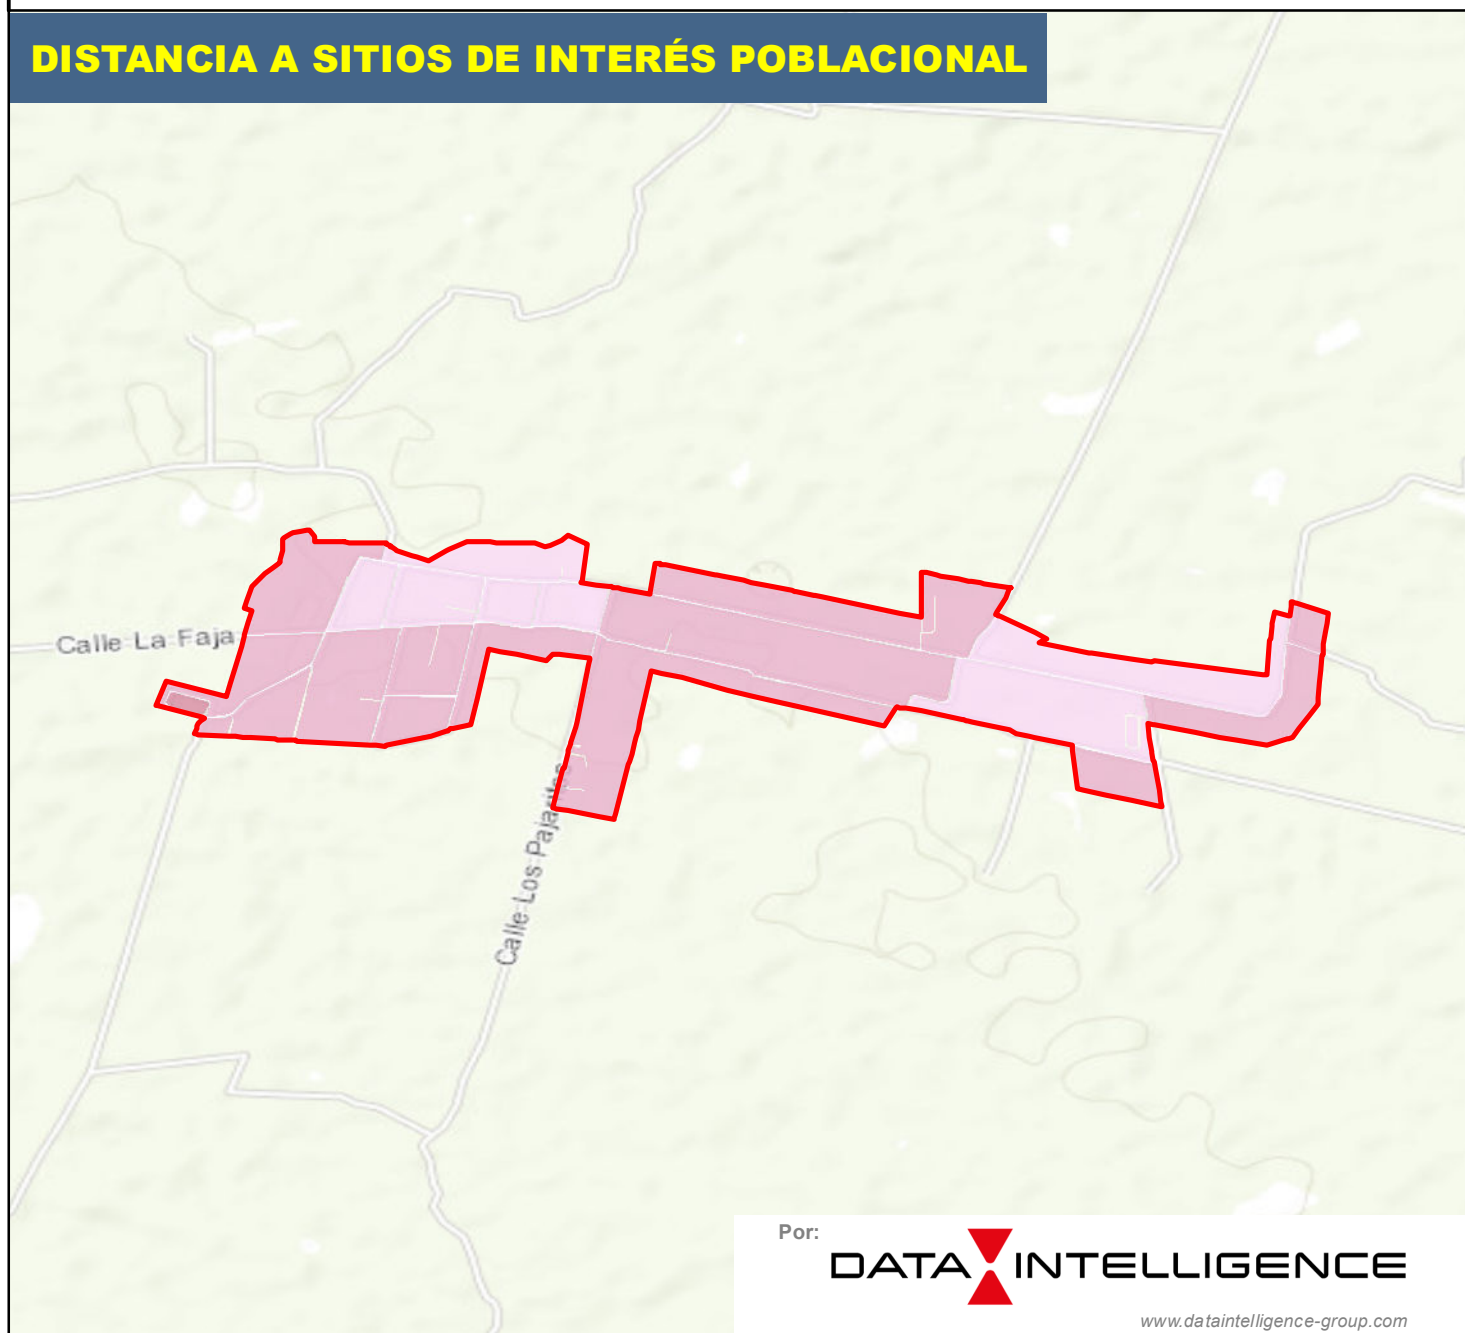 DISTANCIA A SITIOS DE INTERÉS POBLACIONAL
Calle La Faja
Calle Los Pajaritos
Por:
DATA INTELLIGENCE
www.dataintelligence-group.com